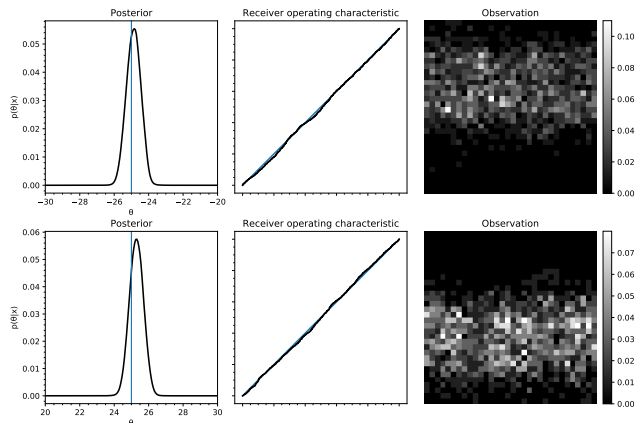 Posterior
Receiver operating characteristic
Observation
p(θ|x)
0.05
0.04
0.03
0.02
0.01
0.00
−30 −28 −26 −24 −22 −20
θ
0.10
0.08
0.06
0.04
0.02
0.00
Posterior
Receiver operating characteristic
Observation
p(θ|x)
0.06
0.05
0.04
0.03
0.02
0.01
0.00
20 22 24 26 28 30
θ
0.07
0.06
0.05
0.04
0.03
0.02
0.01
0.00